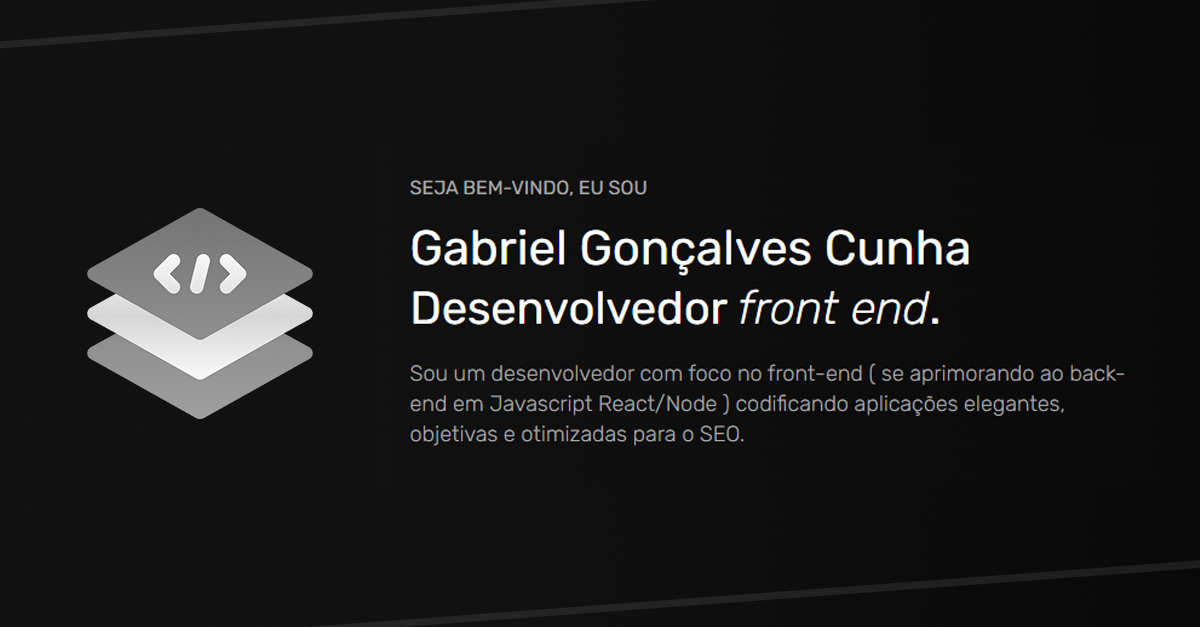 SEJA BEM-VINDO, EU SOU
Gabriel Gonçalves Cunha
Desenvolvedor front end.
Sou um desenvolvedor com foco no front-end ( se aprimorando ao back-
end em Javascript React/Node ) codificando aplicações elegantes,
objetivas e otimizadas para o SEO.